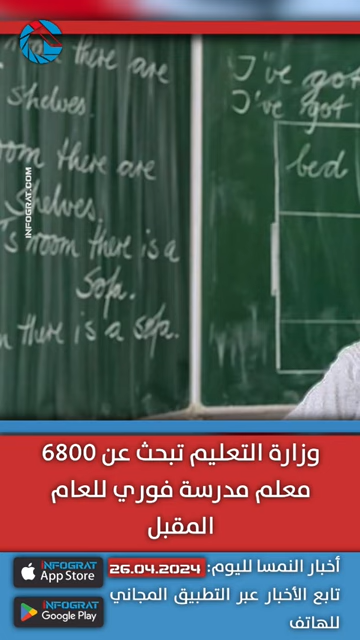 there are
I've got
shelves.
I've got
room there are
bed
shelves.
's room there is a
sofa.
there is a sofa.
INFOGRAT.COM
وزارة التعليم تبحث عن 6800
معلم مدرسة فوري للعام
المقبل
أخبار النمسا لليوم: 26.04.2024
تابع الأخبار عبر التطبيق المجاني
للهاتف
INFOGRAT
App Store
INFOGRAT
Google Play